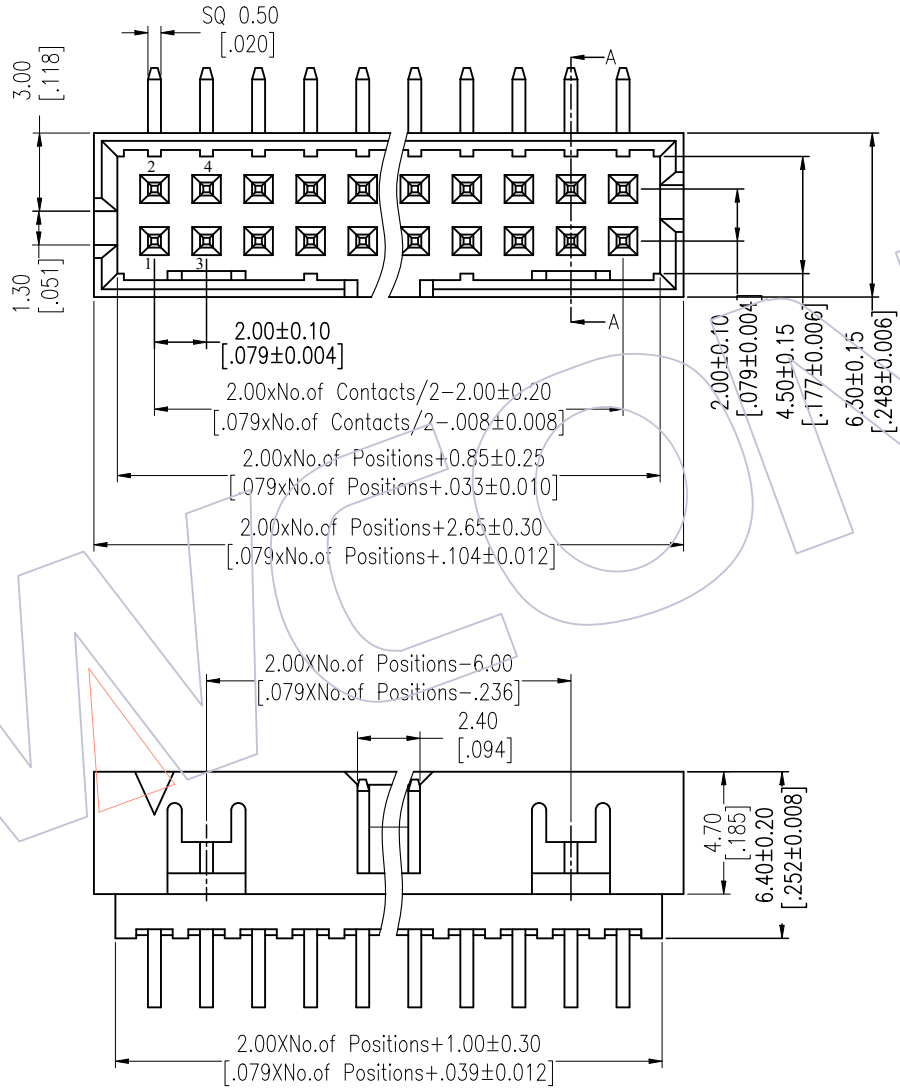 SQ 0.50
[.020]
3.00
[.118]
A
2
4
1
3
1.30
[.051]
A
2.00±0.10
[.079±0.004]
2.00±0.10
[.079±0.004]
4.50±0.15
[.177±0.006]
6.30±0.15
[.248±0.006]
2.00xNo.of Contacts/2-2.00±0.20
[.079xNo.of Contacts/2-.008±0.008]
2.00xNo.of Positions+0.85±0.25
[.079xNo.of Positions+.033±0.010]
2.00xNo.of Positions+2.65±0.30
[.079xNo.of Positions+.104±0.012]
WCON
2.00XNo.of Positions-6.00
[.079XNo.of Positions-.236]
2.40
[.094]
4.70
[.185]
6.40±0.20
[.252±0.008]
2.00XNo.of Positions+1.00±0.30
[.079XNo.of Positions+.039±0.012]